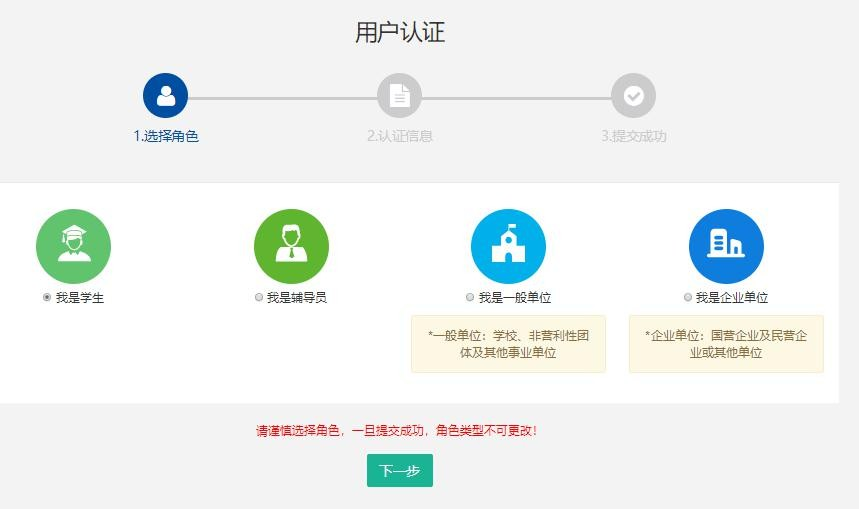 用户认证
1.选择角色
2.认证信息
3.提交成功
我是学生
我是辅导员
我是一般单位
我是企业单位
*一般单位：学校、非营利性团
体及其他事业单位
*企业单位：国营企业及民营企
业或其他单位
请谨慎选择角色，一旦提交成功，角色类型不可更改！
下一步